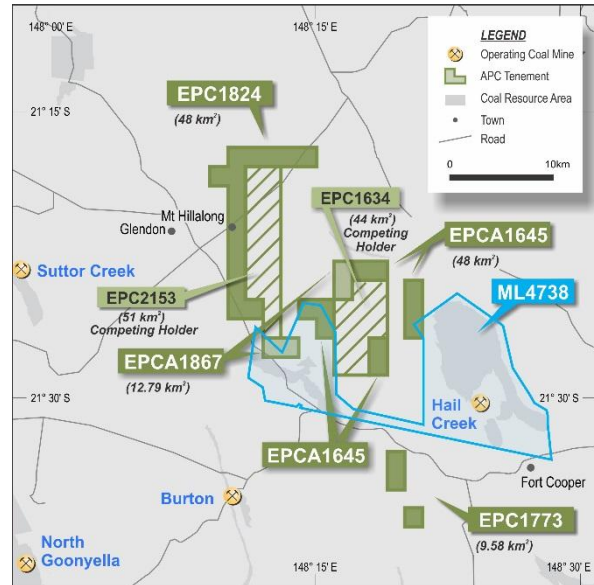 148° 00' E
148° 15' E
LEGEND
Operating Coal Mine
APC Tenement
Coal Resource Area
Town
Road
0 10km
21° 15' S
EPC1824
(48 km²)
EPC1634
(44 km²)
Competing
Holder
Mt Hillalong
Glendon
EPCA1645
(48 km²)
Suttor Creek
ML4738
EPC2153
(51 km²)
Competing Holder
EPCA1867
(12.79 km²)
21° 30' S
21° 30' S
Hail
Creek
EPCA1645
Fort Cooper
Burton
EPC1773
(9.58 km²)
North
Goonyella
148° 15' E
148° 30' E